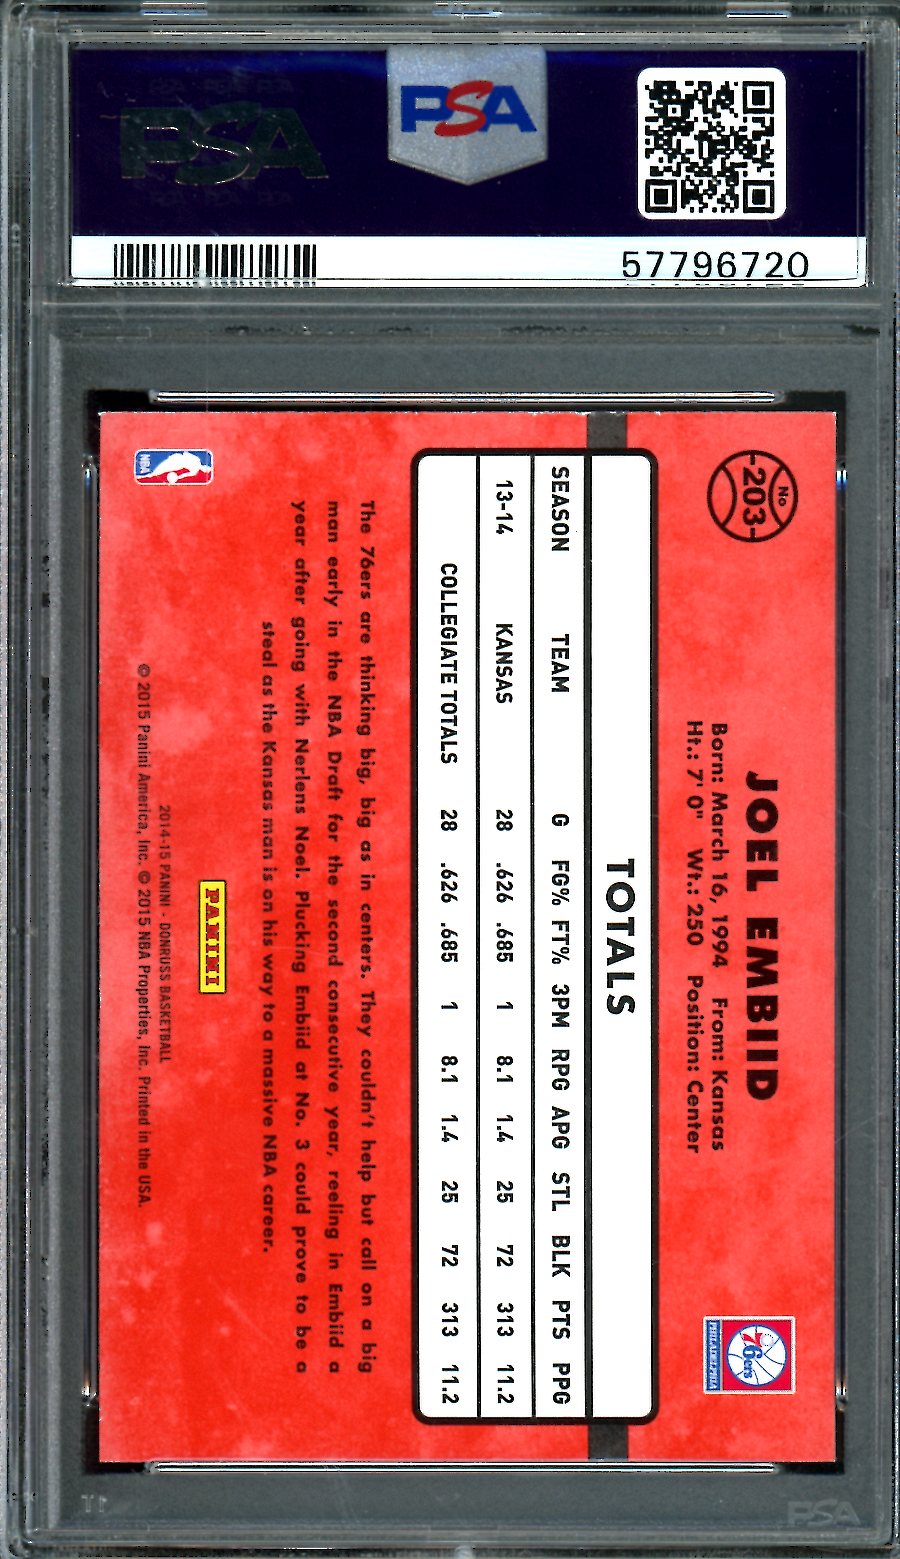 PSA
PSA
57796720
No
203
JOEL EMBIID
Born: March 16, 1994 From: Kansas
Ht.: 7' 0" Wt.: 250 Position: Center
76ers
PHILADELPHIA
TOTALS
SEASON TEAM G FG% FT% 3PM RPG APG STL BLK PTS PPG
13-14 KANSAS 28 .626 .685 1 8.1 1.4 25 72 313 11.2
COLLEGIATE TOTALS 28 .626 .685 1 8.1 1.4 25 72 313 11.2
The 76ers are thinking big, big as in centers. They couldn't help but call on a big
man early in the NBA Draft for the second consecutive year, reeling in Embiid a
year after going with Nerlens Noel. Plucking Embiid at No. 3 could prove to be a
steal as the Kansas man is on his way to a massive NBA career.
PANINI
NBA
2014-15 PANINI - DONRUSS BASKETBALL
© 2015 Panini America, Inc. © 2015 NBA Properties, Inc. Printed in the USA.
PSA